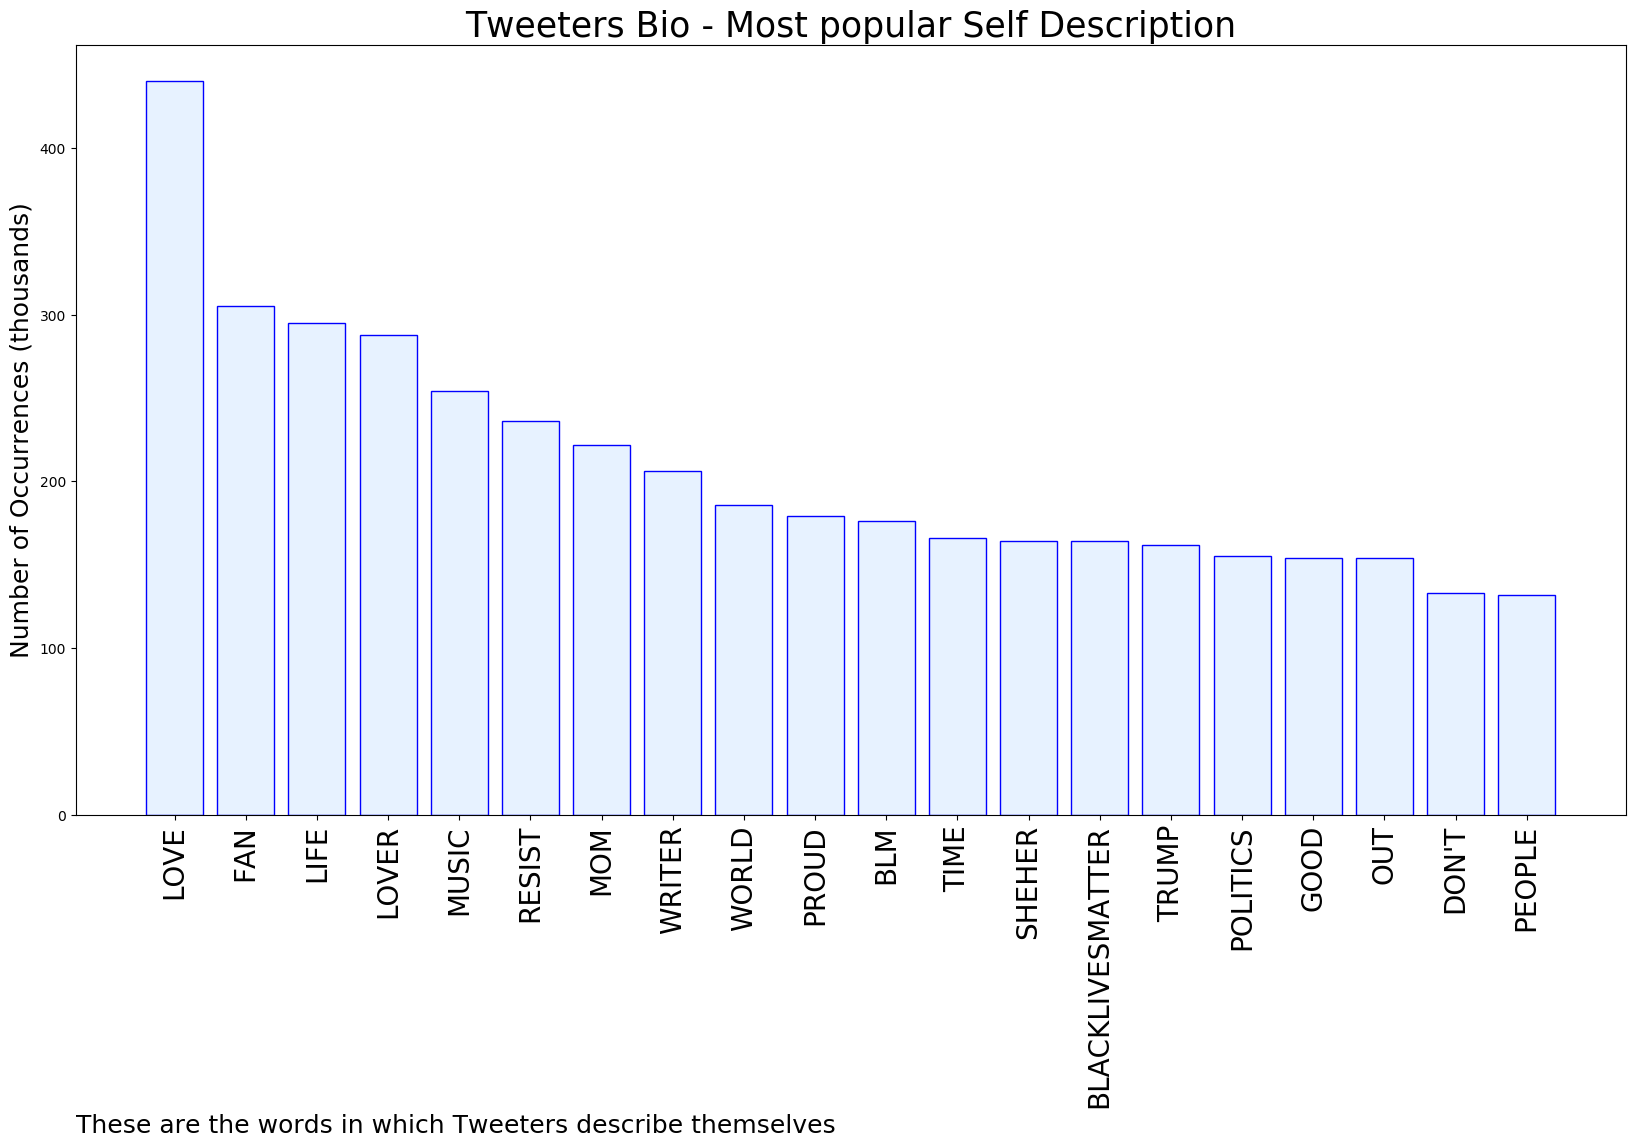 Tweeters Bio - Most popular Self Description
Number of Occurrences (thousands)
400
300
200
100
0
LOVE
FAN
LIFE
LOVER
MUSIC
RESIST
MOM
WRITER
WORLD
PROUD
BLM
TIME
SHEHER
BLACKLIVESMATTER
TRUMP
POLITICS
GOOD
OUT
DON'T
PEOPLE
These are the words in which Tweeters describe themselves